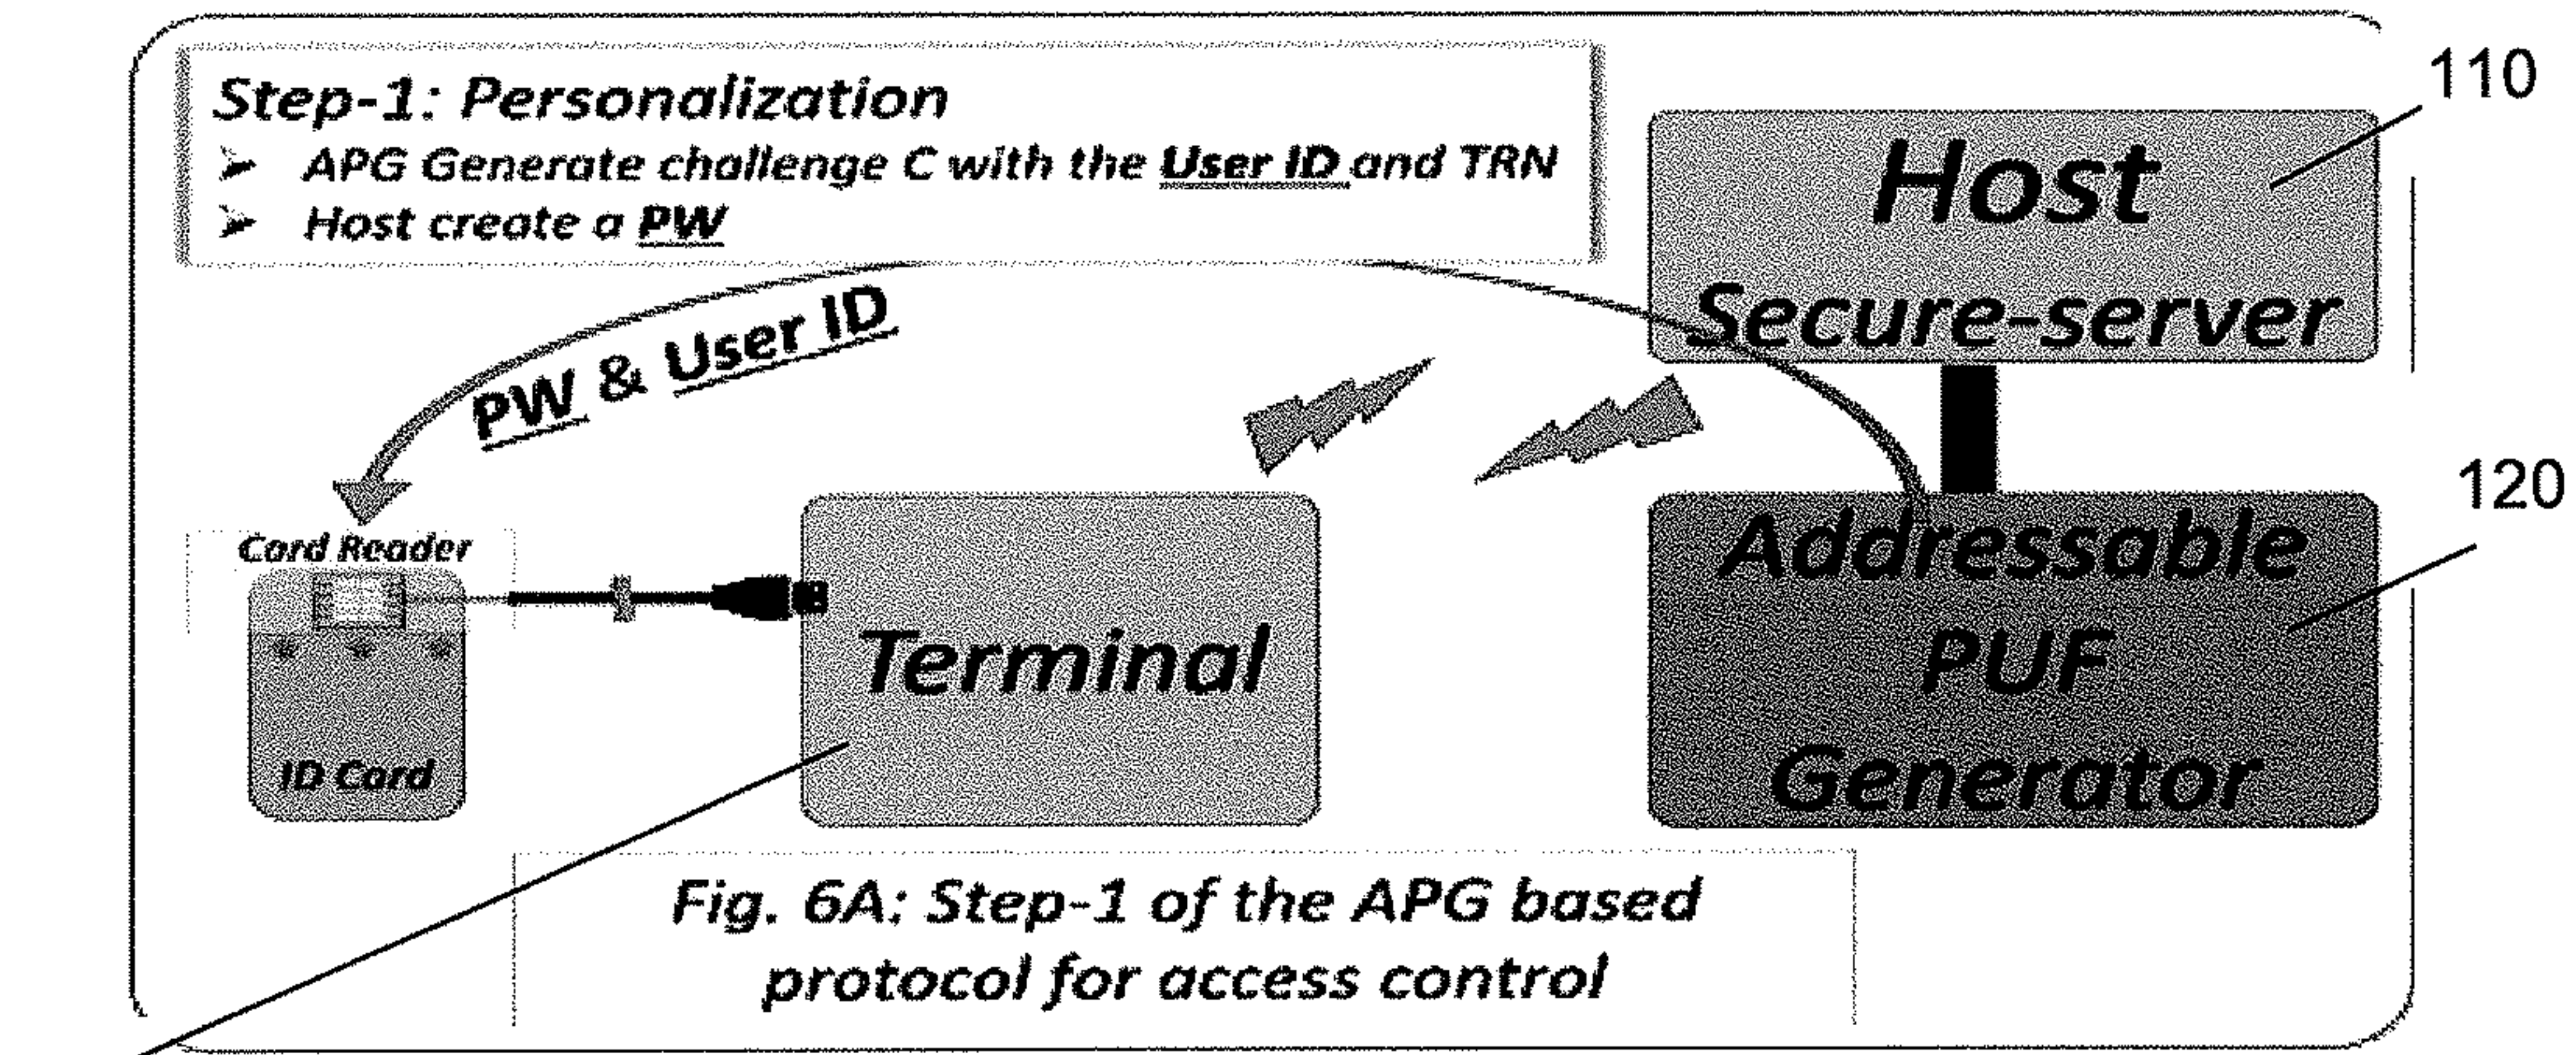 Step-1: Personalization
➢ APG Generate challenge C with the User ID and TRN
➢ Host create a PW
110
Host
Secure-server
PW & User ID
120
Card Reader
ID Card
Terminal
Addressable
PUF
Generator
Fig. 6A: Step-1 of the APG based
protocol for access control